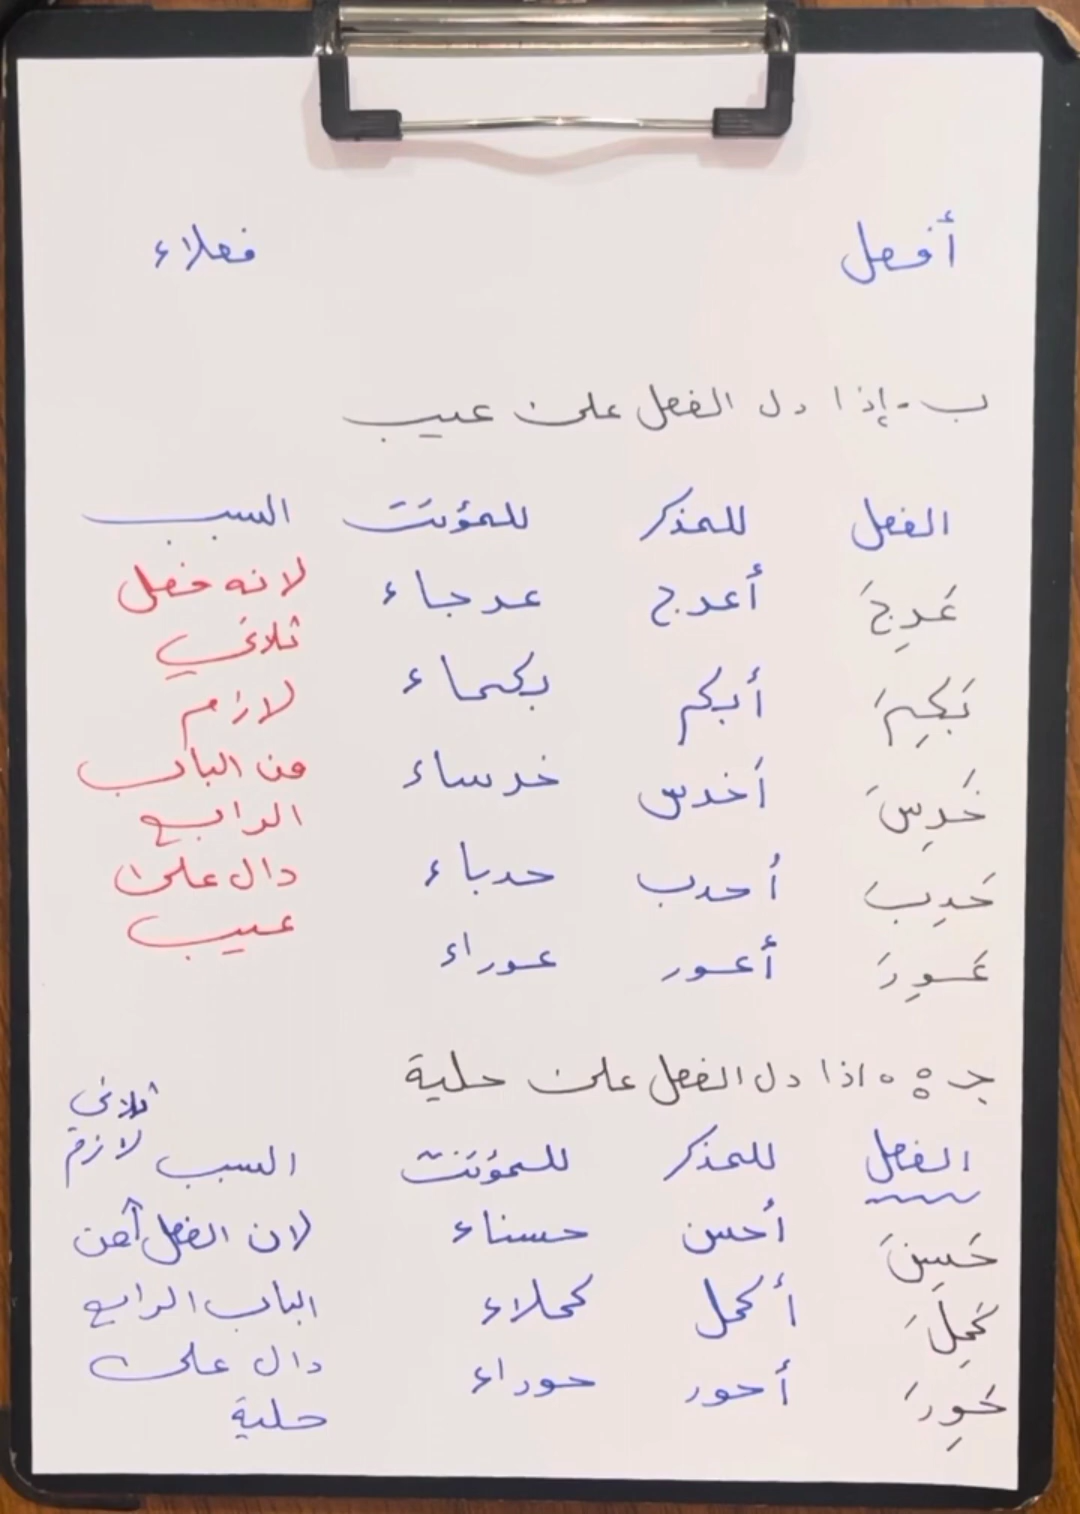 أفعل فعلاء
ب - إذا دل الفعل على عيب
الفعل للمذكر للمؤنث السبب
عَرِجَ أعرج عرجاء لانه فعل
ثلاثي
بَكِمَ أبكم بكماء لازم
خَرِسَ أخرس خرساء من الباب
الرابع
حَدِبَ أحدب حدباء دال على
عيب
عَوِرَ أعور عوراء
جـ : اذا دل الفعل على حلية
ثلاثي
لازم
الفعل للمذكر للمؤنث السبب
حَسِنَ أحسن حسناء لان الفعل من
كَحِلَ أكحل كحلاء الباب الرابع
حَوِرَ أحور حوراء دال على
حلية